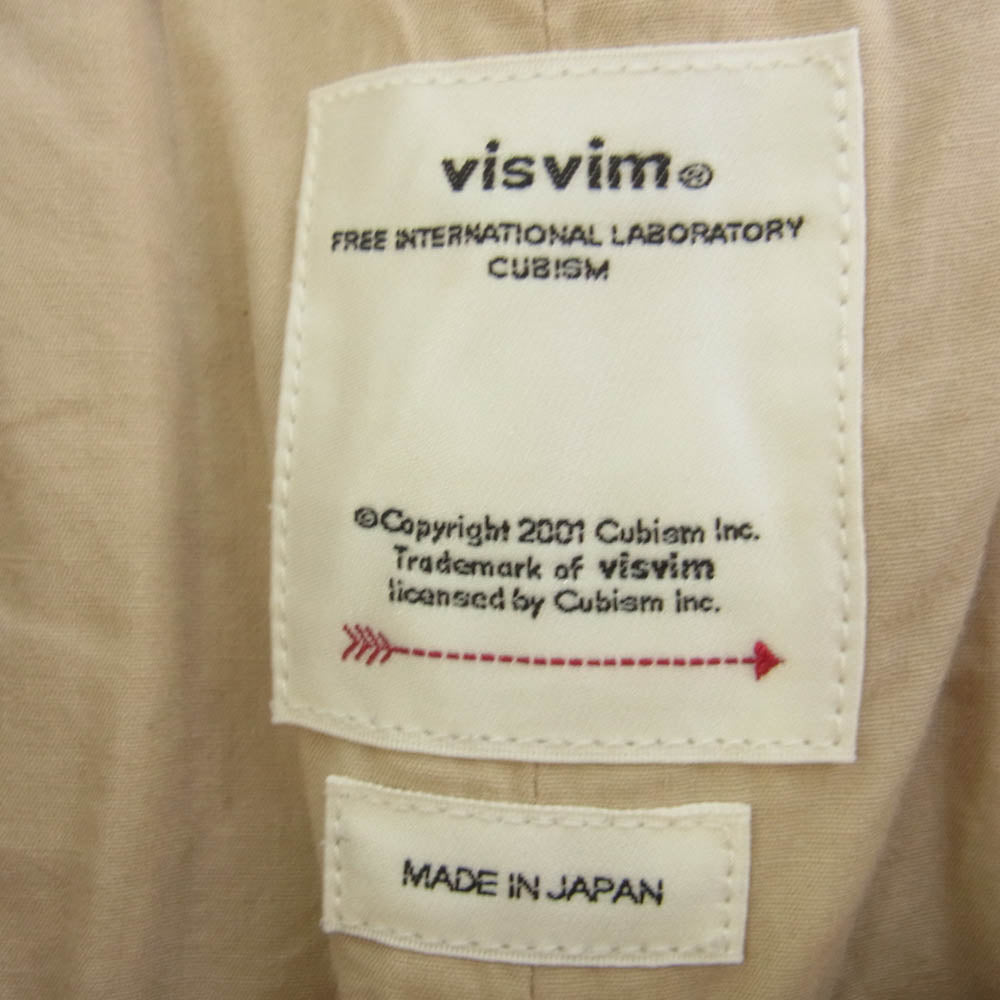 visvim®
FREE INTERNATIONAL LABORATORY
CUBISM
©Copyright 2001 Cubism Inc.
Trademark of visvim
licensed by Cubism Inc.
MADE IN JAPAN